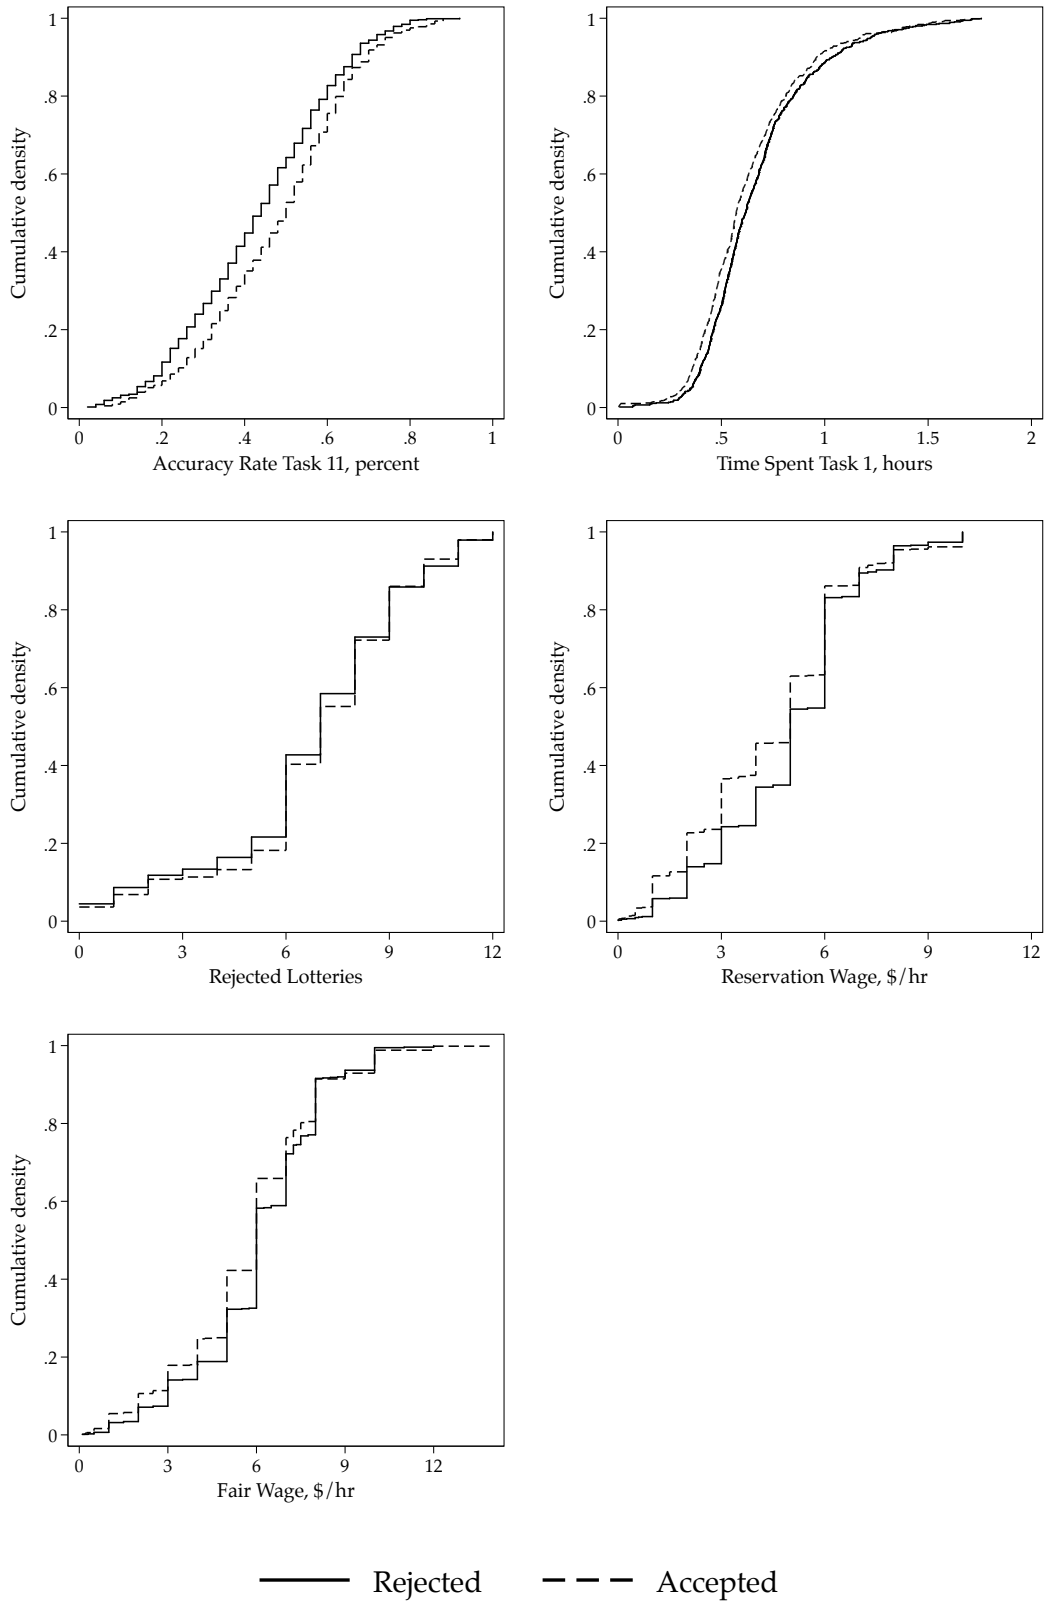 1
.8
.6
.4
.2
0
Cumulative density
0 .2 .4 .6 .8 1
Accuracy Rate Task 11, percent
1
.8
.6
.4
.2
0
Cumulative density
0 .5 1 1.5 2
Time Spent Task 1, hours
1
.8
.6
.4
.2
0
Cumulative density
0 3 6 9 12
Rejected Lotteries
1
.8
.6
.4
.2
0
Cumulative density
0 3 6 9 12
Reservation Wage, $/hr
1
.8
.6
.4
.2
0
Cumulative density
0 3 6 9 12
Fair Wage, $/hr
Rejected Accepted